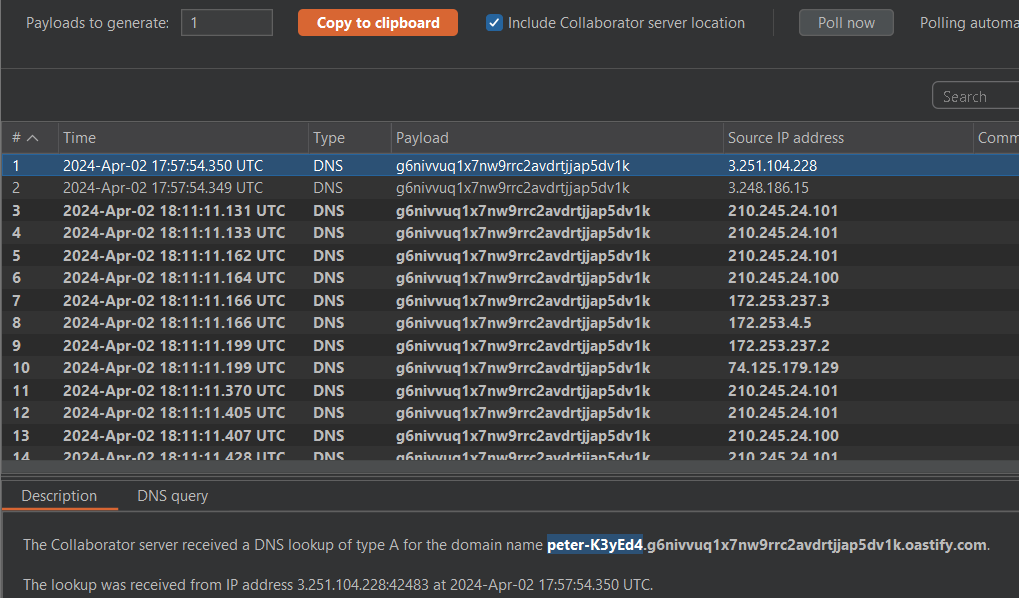 Payloads to generate: 1 Copy to clipboard Include Collaborator server location Poll now Polling automa
Search
# Time Type Payload Source IP address Comm
1 2024-Apr-02 17:57:54.350 UTC DNS g6nivvuq1x7nw9rrc2avdrtjjap5dv1k 3.251.104.228
2 2024-Apr-02 17:57:54.349 UTC DNS g6nivvuq1x7nw9rrc2avdrtjjap5dv1k 3.248.186.15
3 2024-Apr-02 18:11:11.131 UTC DNS g6nivvuq1x7nw9rrc2avdrtjjap5dv1k 210.245.24.101
4 2024-Apr-02 18:11:11.133 UTC DNS g6nivvuq1x7nw9rrc2avdrtjjap5dv1k 210.245.24.101
5 2024-Apr-02 18:11:11.162 UTC DNS g6nivvuq1x7nw9rrc2avdrtjjap5dv1k 210.245.24.101
6 2024-Apr-02 18:11:11.164 UTC DNS g6nivvuq1x7nw9rrc2avdrtjjap5dv1k 210.245.24.100
7 2024-Apr-02 18:11:11.166 UTC DNS g6nivvuq1x7nw9rrc2avdrtjjap5dv1k 172.253.237.3
8 2024-Apr-02 18:11:11.166 UTC DNS g6nivvuq1x7nw9rrc2avdrtjjap5dv1k 172.253.4.5
9 2024-Apr-02 18:11:11.199 UTC DNS g6nivvuq1x7nw9rrc2avdrtjjap5dv1k 172.253.237.2
10 2024-Apr-02 18:11:11.199 UTC DNS g6nivvuq1x7nw9rrc2avdrtjjap5dv1k 74.125.179.129
11 2024-Apr-02 18:11:11.370 UTC DNS g6nivvuq1x7nw9rrc2avdrtjjap5dv1k 210.245.24.101
12 2024-Apr-02 18:11:11.405 UTC DNS g6nivvuq1x7nw9rrc2avdrtjjap5dv1k 210.245.24.101
13 2024-Apr-02 18:11:11.407 UTC DNS g6nivvuq1x7nw9rrc2avdrtjjap5dv1k 210.245.24.100
14 2024-Apr-02 18:11:11.428 UTC DNS g6nivvuq1x7nw9rrc2avdrtjjap5dv1k 210.245.24.101
Description DNS query
The Collaborator server received a DNS lookup of type A for the domain name peter-K3yEd4.g6nivvuq1x7nw9rrc2avdrtjjap5dv1k.oastify.com.
The lookup was received from IP address 3.251.104.228:42483 at 2024-Apr-02 17:57:54.350 UTC.